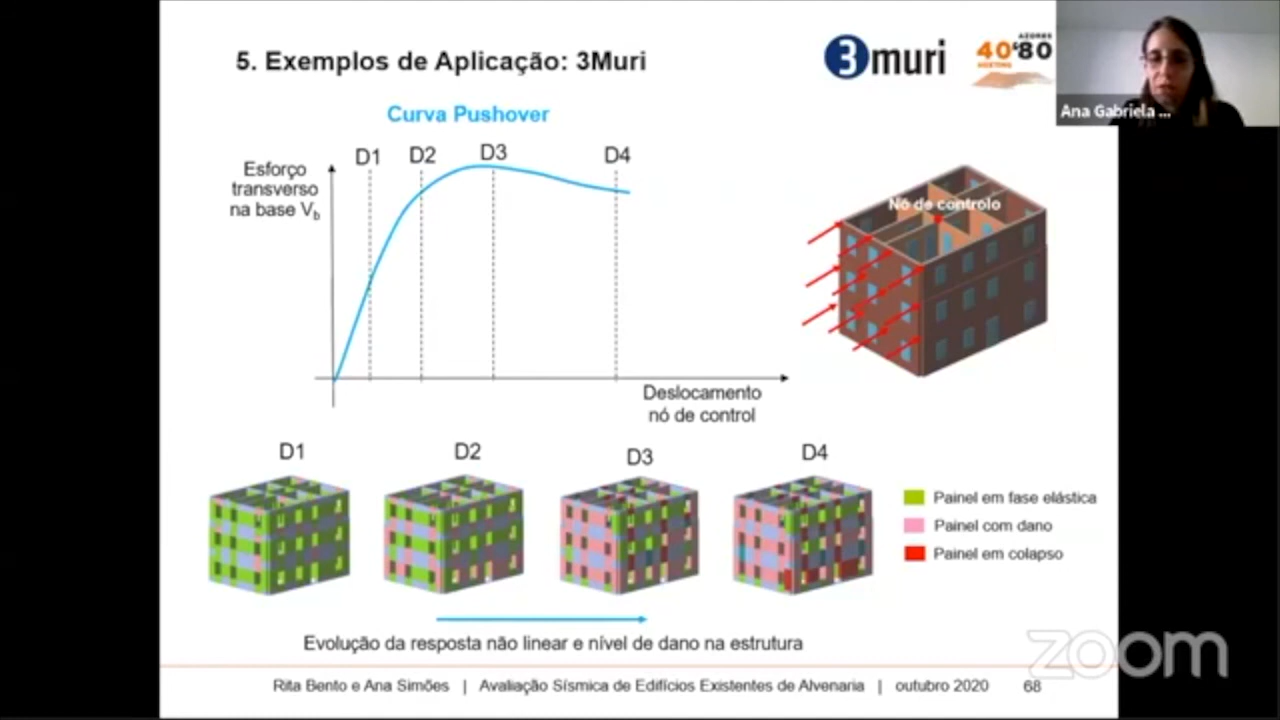 5. Exemplos de Aplicação: 3Muri
3muri
AZORES
40'80
MEETING
Ana Gabriela ...
Curva Pushover
D1
D2
D3
D4
Esforço
transverso
na base Vb
Nó de controlo
Deslocamento
nó de control
D1
D2
D3
D4
Painel em fase elástica
Painel com dano
Painel em colapso
Evolução da resposta não linear e nível de dano na estrutura
zoom
Rita Bento e Ana Simões | Avaliação Sísmica de Edifícios Existentes de Alvenaria | outubro 2020 68